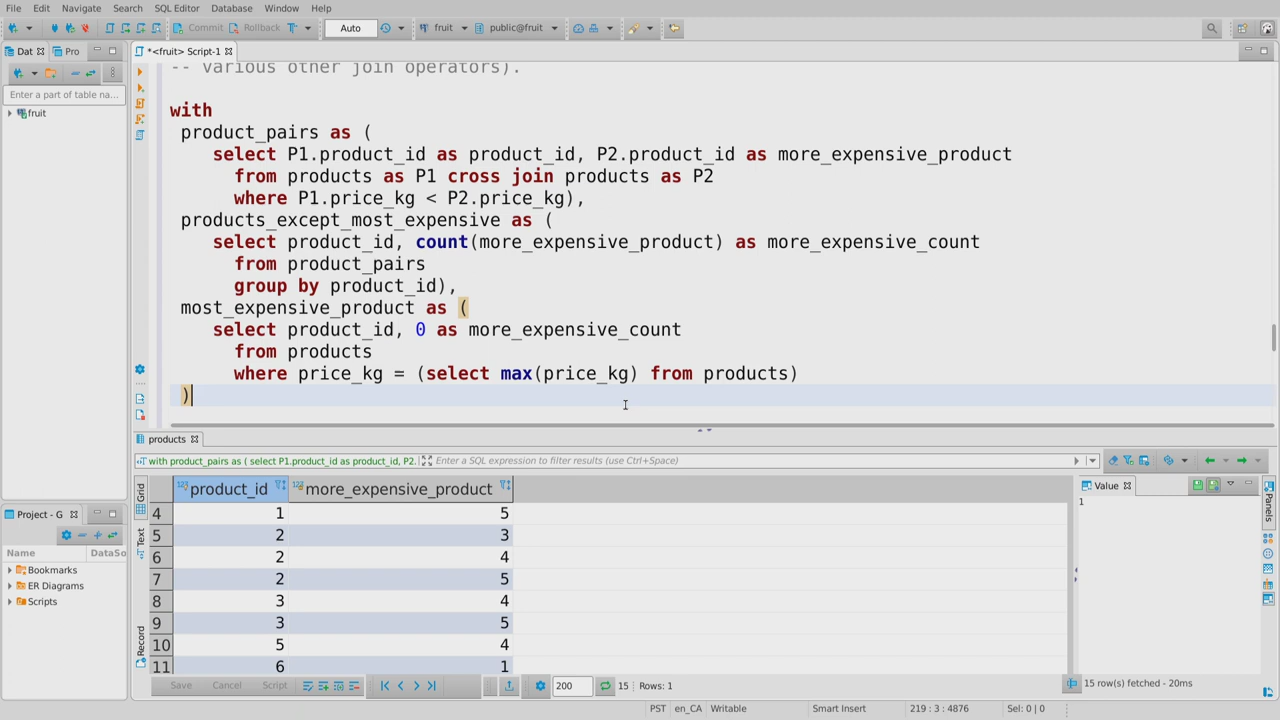 File Edit Navigate Search SQL Editor Database Window Help
Commit Rollback Auto fruit public@fruit
Dat Pro *<fruit> Script-1
Enter a part of table na...
fruit
-- various other join operators).
with
product_pairs as (
select P1.product_id as product_id, P2.product_id as more_expensive_product
from products as P1 cross join products as P2
where P1.price_kg < P2.price_kg),
products_except_most_expensive as (
select product_id, count(more_expensive_product) as more_expensive_count
from product_pairs
group by product_id),
most_expensive_product as (
select product_id, 0 as more_expensive_count
from products
where price_kg = (select max(price_kg) from products)
)
products
with product_pairs as ( select P1.product_id as product_id, P2. Enter a SQL expression to filter results (use Ctrl+Space)
Grid
Text
Record
product_id more_expensive_product
4 1 5
5 2 3
6 2 4
7 2 5
8 3 4
9 3 5
10 5 4
11 6 1
Value
1
Panels
Project - G
Name DataSo
Bookmarks
ER Diagrams
Scripts
Save Cancel Script 200 15 Rows: 1
15 row(s) fetched - 20ms
PST en_CA Writable Smart Insert 219 : 3 : 4876 Sel: 0 | 0